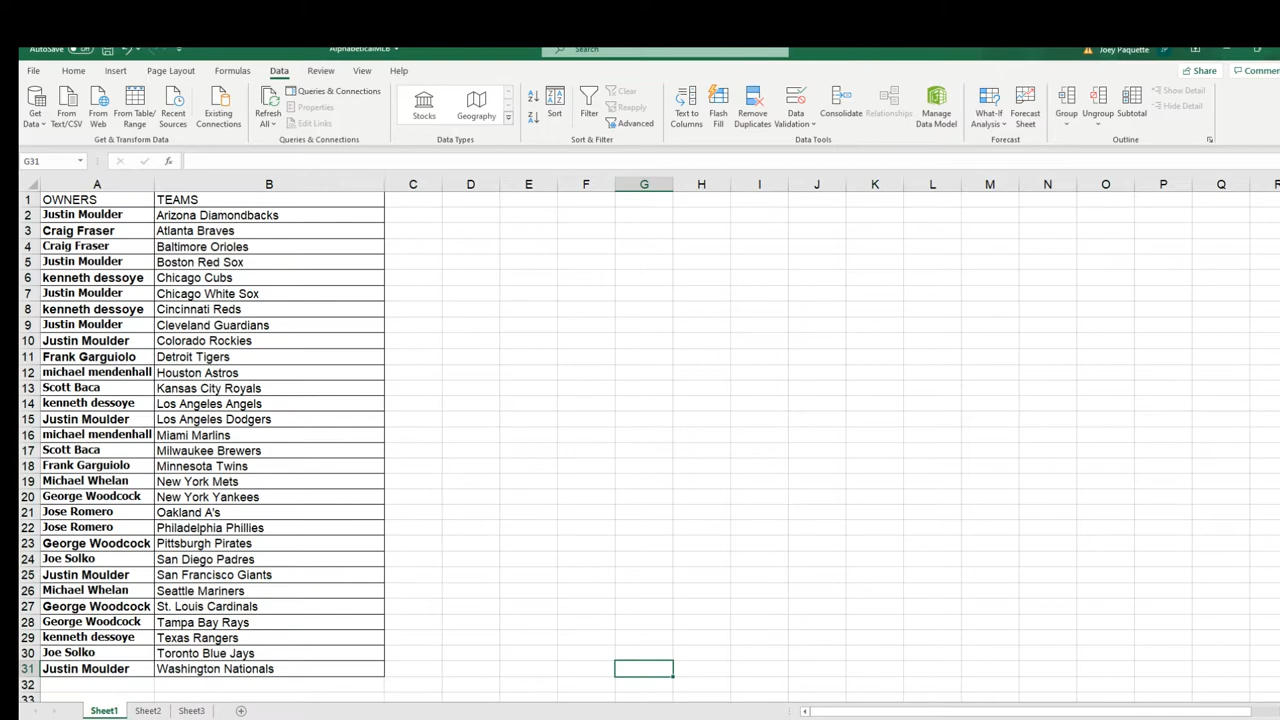 AutoSave Off AlphabeticalMLB Search Joey Paquette
File Home Insert Page Layout Formulas Data Review View Help Share Comme
Get Data From Text/CSV From Web From Table/Range Recent Sources Existing Connections
Refresh All Queries & Connections Properties Edit Links
Stocks Geography
Sort Filter Clear Reapply Advanced
Text to Columns Flash Fill Remove Duplicates Data Validation Consolidate Relationships Manage Data Model
What-If Analysis Forecast Sheet
Group Ungroup Subtotal Show Detail Hide Detail
Get & Transform Data Queries & Connections Data Types Sort & Filter Data Tools Forecast Outline
G31 fx
A B C D E F G H I J K L M N O P Q R
1 OWNERS TEAMS
2 Justin Moulder Arizona Diamondbacks
3 Craig Fraser Atlanta Braves
4 Craig Fraser Baltimore Orioles
5 Justin Moulder Boston Red Sox
6 kenneth dessoye Chicago Cubs
7 Justin Moulder Chicago White Sox
8 kenneth dessoye Cincinnati Reds
9 Justin Moulder Cleveland Guardians
10 Justin Moulder Colorado Rockies
11 Frank Garguiolo Detroit Tigers
12 michael mendenhall Houston Astros
13 Scott Baca Kansas City Royals
14 kenneth dessoye Los Angeles Angels
15 Justin Moulder Los Angeles Dodgers
16 michael mendenhall Miami Marlins
17 Scott Baca Milwaukee Brewers
18 Frank Garguiolo Minnesota Twins
19 Michael Whelan New York Mets
20 George Woodcock New York Yankees
21 Jose Romero Oakland A's
22 Jose Romero Philadelphia Phillies
23 George Woodcock Pittsburgh Pirates
24 Joe Solko San Diego Padres
25 Justin Moulder San Francisco Giants
26 Michael Whelan Seattle Mariners
27 George Woodcock St. Louis Cardinals
28 George Woodcock Tampa Bay Rays
29 kenneth dessoye Texas Rangers
30 Joe Solko Toronto Blue Jays
31 Justin Moulder Washington Nationals
32
33
Sheet1 Sheet2 Sheet3